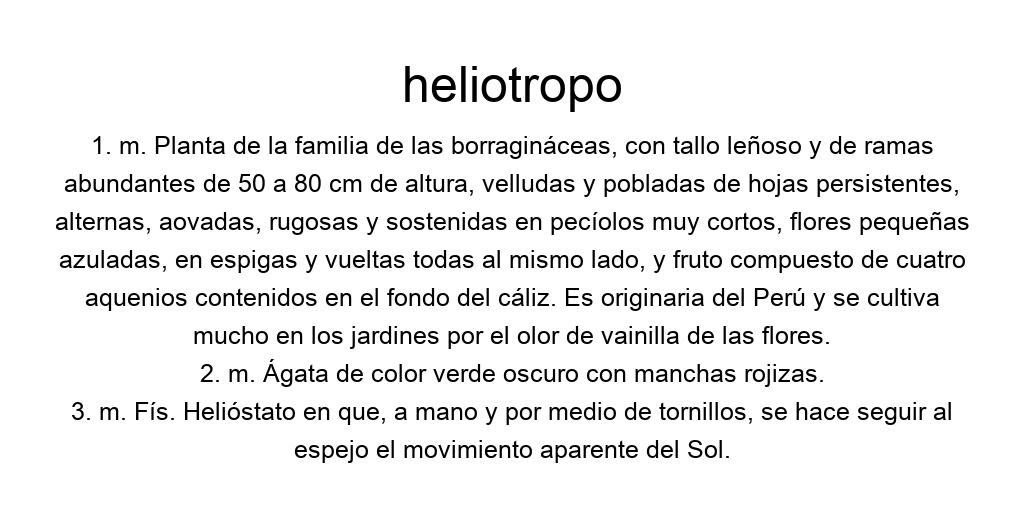 heliotropo
1. m. Planta de la familia de las borragináceas, con tallo leñoso y de ramas
abundantes de 50 a 80 cm de altura, velludas y pobladas de hojas persistentes,
alternas, aovadas, rugosas y sostenidas en pecíolos muy cortos, flores pequeñas
azuladas, en espigas y vueltas todas al mismo lado, y fruto compuesto de cuatro
aquenios contenidos en el fondo del cáliz. Es originaria del Perú y se cultiva
mucho en los jardines por el olor de vainilla de las flores.
2. m. Ágata de color verde oscuro con manchas rojizas.
3. m. Fís. Helióstato en que, a mano y por medio de tornillos, se hace seguir al
espejo el movimiento aparente del Sol.